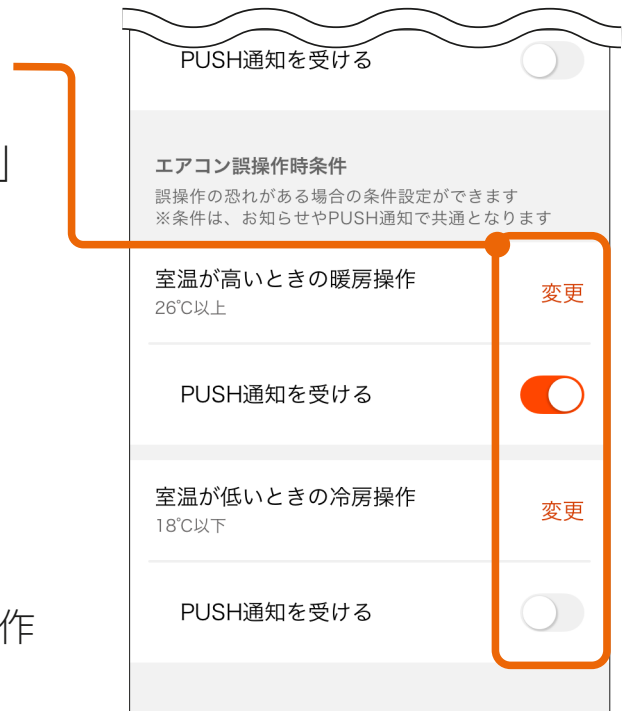 PUSH通知を受ける
」
エアコン誤操作時条件
誤操作の恐れがある場合の条件設定ができます
※条件は、お知らせやPUSH通知で共通となります
室温が高いときの暖房操作
変更
26℃以上
PUSH通知を受ける
室温が低いときの冷房操作
変更
18℃以下
PUSH通知を受ける
作